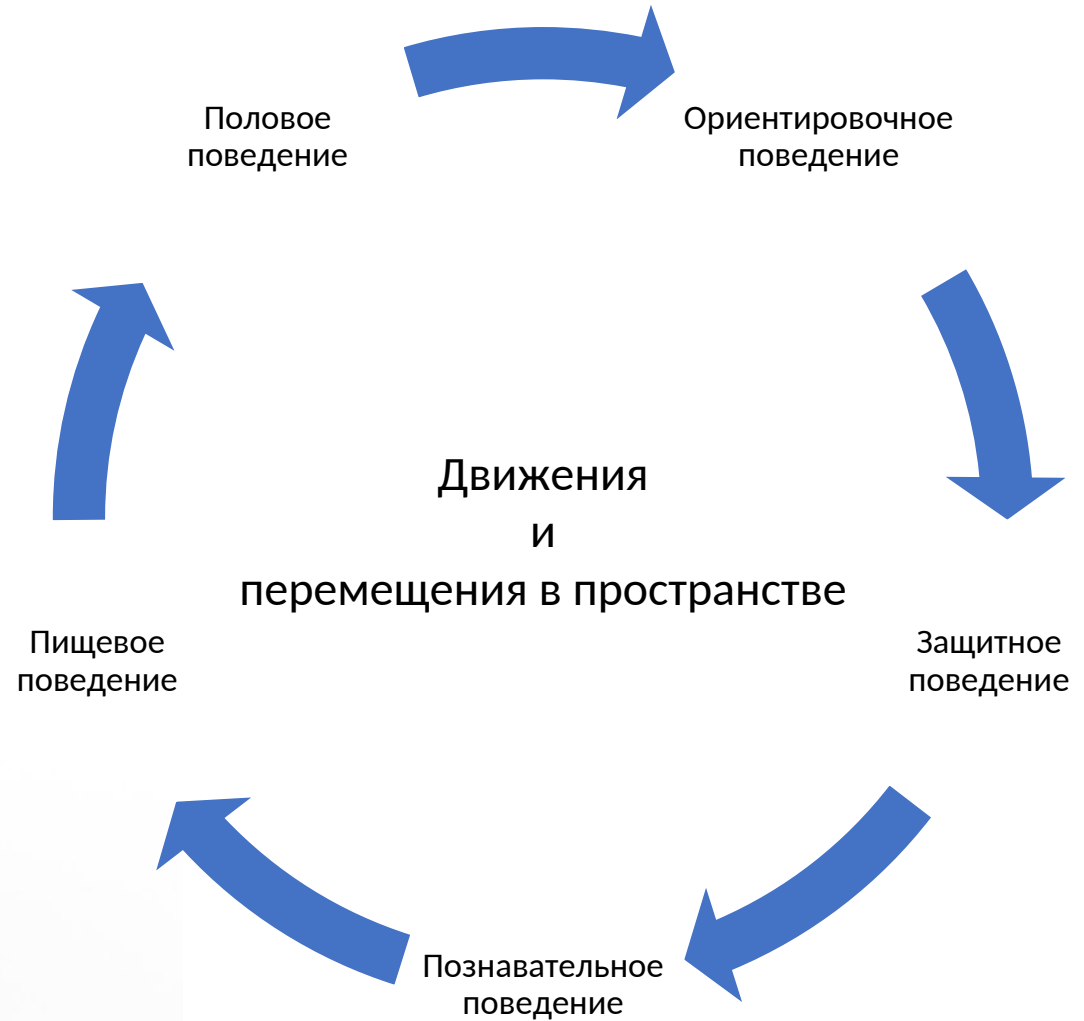 Половое
поведение
Ориентировочное
поведение
Движения
и
перемещения в пространстве
Пищевое
поведение
Защитное
поведение
Познавательное
поведение